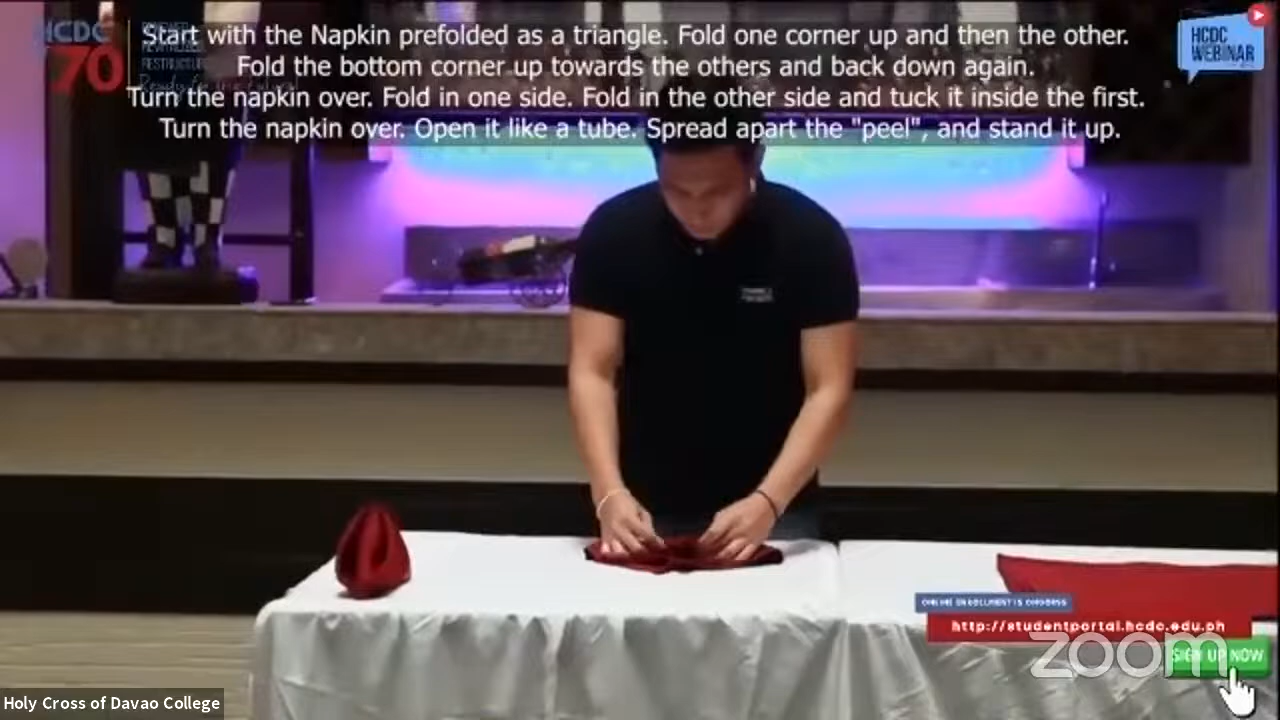 HCDC
70
Start with the Napkin prefolded as a triangle. Fold one corner up and then the other.
Fold the bottom corner up towards the others and back down again.
Turn the napkin over. Fold in one side. Fold in the other side and tuck it inside the first.
Turn the napkin over. Open it like a tube. Spread apart the "peel", and stand it up.
HCDC
WEBINAR
ONLINE ENROLLMENT IS ONGOING
http://studentportal.hcdc.edu.ph
zoom
SIGN UP NOW
Holy Cross of Davao College